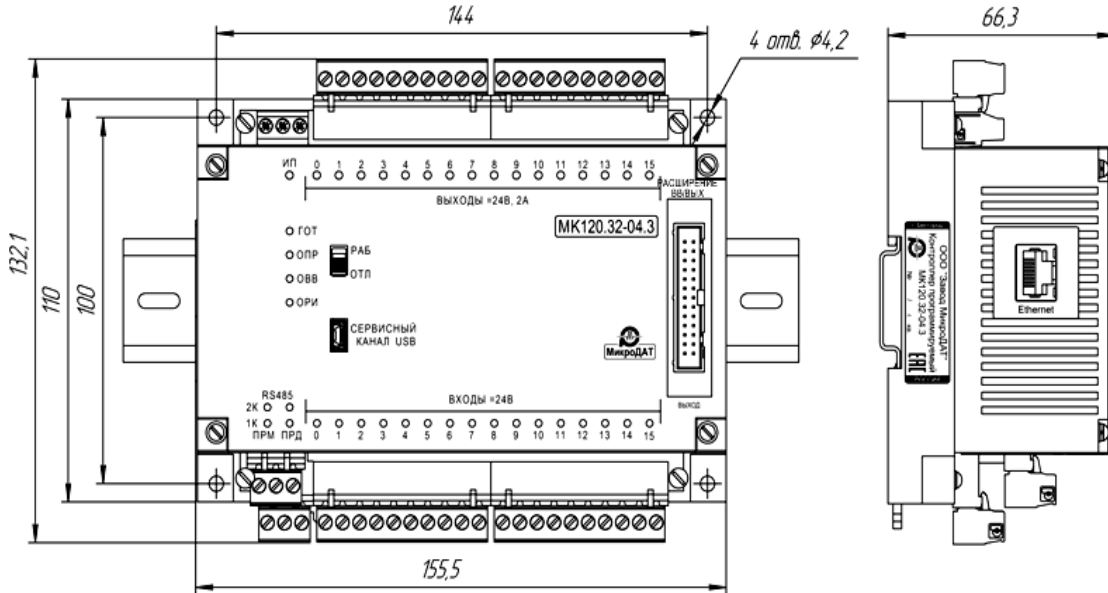 144
66,3
4 отв. ϕ4,2
132,1
110
100
ИП 0 1 2 3 4 5 6 7 8 9 10 11 12 13 14 15
ВЫХОДЫ =24В, 2А
РАСШИРЕНИЕ
ВВ/ВЫХ
МК120.32-04.3
ГОТ
ОПР
ОВВ
ОРИ
РАБ
ОТЛ
СЕРВИСНЫЙ
КАНАЛ USB
МикроДАТ
RS485
2К
1К
ПРМ ПРД
ВХОДЫ =24В
0 1 2 3 4 5 6 7 8 9 10 11 12 13 14 15
ВЫХОД
155,5
ООО "Завод МикроДАТ"
Контроллер программируемый
МК120.32-04.3
№ / /
EAC
Ethernet